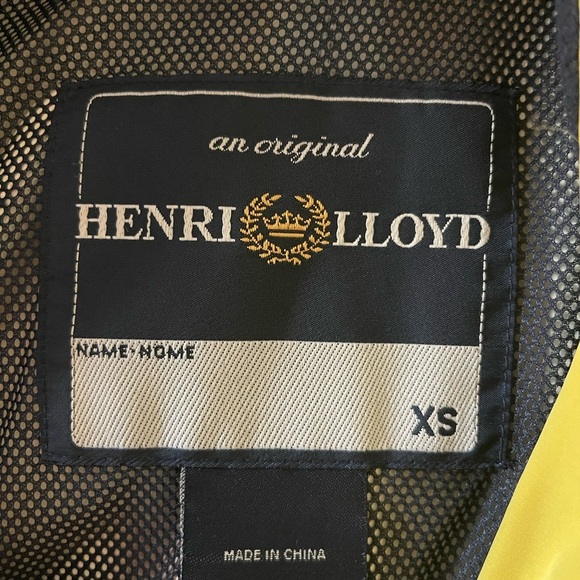 an original
HENRI LLOYD
NAME·NOME
XS
MADE IN CHINA